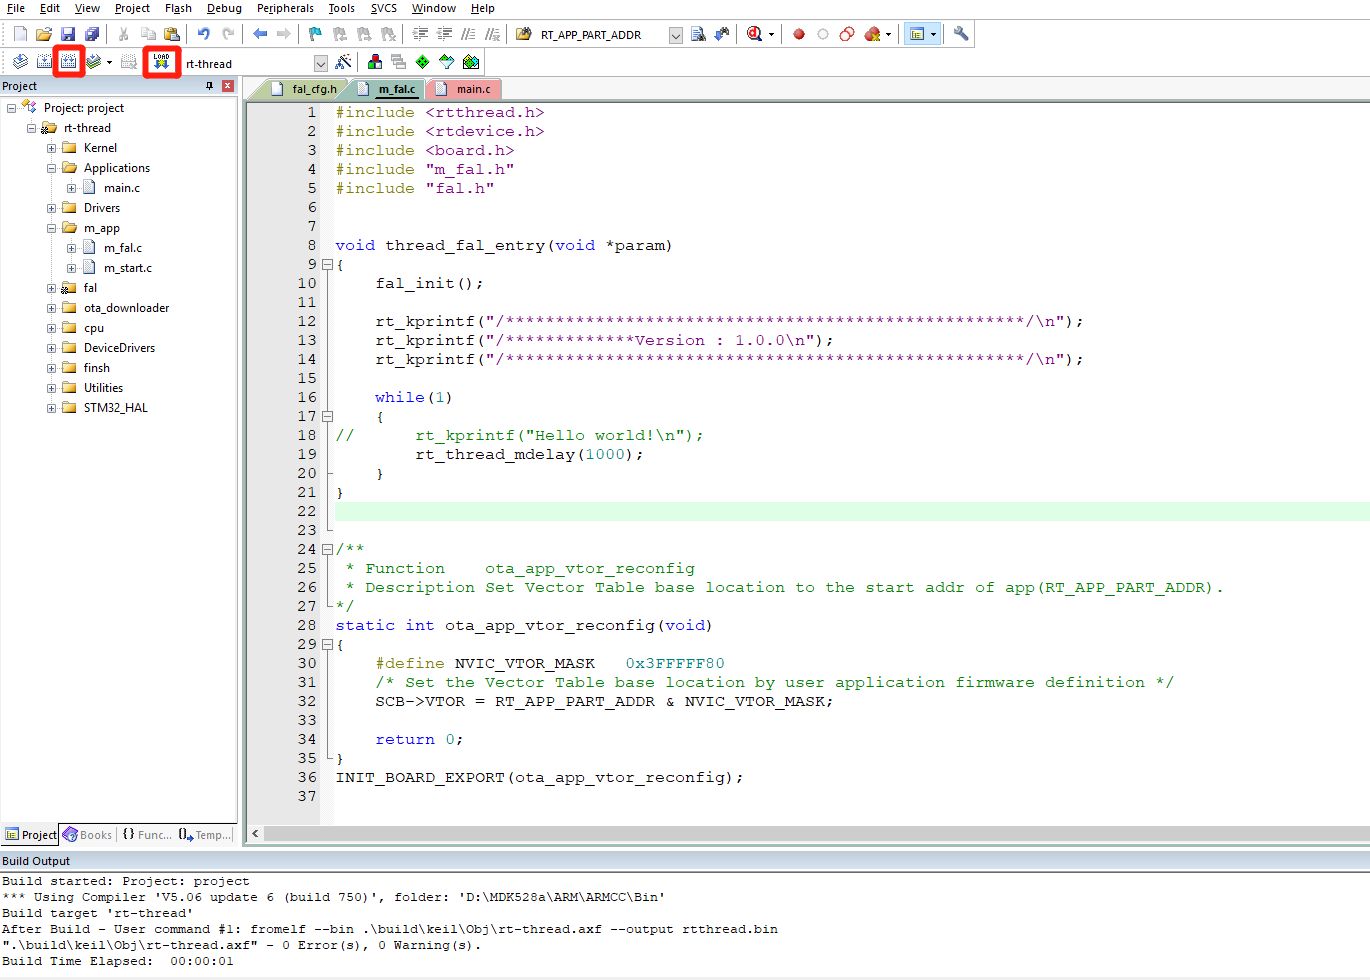 File Edit View Project Flash Debug Peripherals Tools SVCS Window Help
RT_APP_PART_ADDR
LOAD
rt-thread
Project
Project: project
rt-thread
Kernel
Applications
main.c
Drivers
m_app
m_fal.c
m_start.c
fal
ota_downloader
cpu
DeviceDrivers
finsh
Utilities
STM32_HAL
Project Books {} Func... Temp...
fal_cfg.h m_fal.c main.c
1 #include <rtthread.h>
2 #include <rtdevice.h>
3 #include <board.h>
4 #include "m_fal.h"
5 #include "fal.h"
6
7
8 void thread_fal_entry(void *param)
9 {
10 fal_init();
11
12 rt_kprintf("/****************************************************/\n");
13 rt_kprintf("/*************Version : 1.0.0\n");
14 rt_kprintf("/****************************************************/\n");
15
16 while(1)
17 {
18 // rt_kprintf("Hello world!\n");
19 rt_thread_mdelay(1000);
20 }
21 }
22
23
24 /**
25 * Function ota_app_vtor_reconfig
26 * Description Set Vector Table base location to the start addr of app(RT_APP_PART_ADDR).
27 */
28 static int ota_app_vtor_reconfig(void)
29 {
30 #define NVIC_VTOR_MASK 0x3FFFFF80
31 /* Set the Vector Table base location by user application firmware definition */
32 SCB->VTOR = RT_APP_PART_ADDR & NVIC_VTOR_MASK;
33
34 return 0;
35 }
36 INIT_BOARD_EXPORT(ota_app_vtor_reconfig);
37
Build Output
Build started: Project: project
*** Using Compiler 'V5.06 update 6 (build 750)', folder: 'D:\MDK528a\ARM\ARMCC\Bin'
Build target 'rt-thread'
After Build - User command #1: fromelf --bin .\build\keil\Obj\rt-thread.axf --output rtthread.bin
".\build\keil\Obj\rt-thread.axf" - 0 Error(s), 0 Warning(s).
Build Time Elapsed: 00:00:01